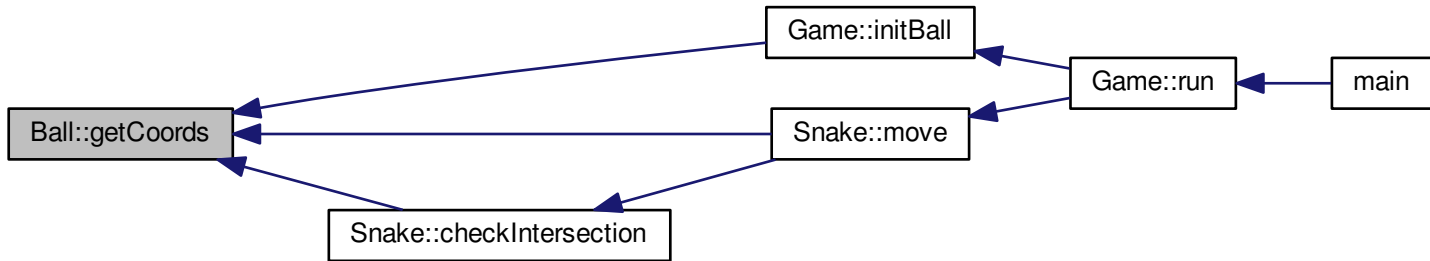 Game::initBall
Game::run
main
Ball::getCoords
Snake::move
Snake::checkIntersection